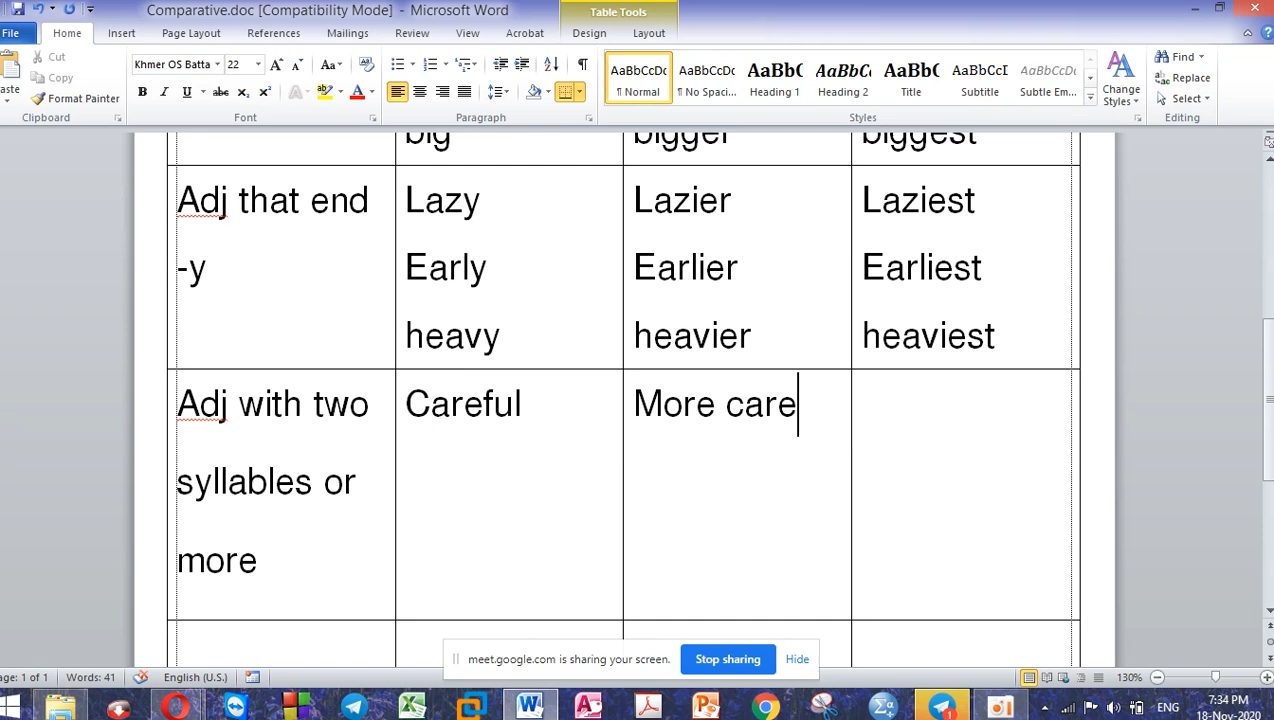 Comparative.doc [Compatibility Mode] - Microsoft Word
Table Tools
File Home Insert Page Layout References Mailings Review View Acrobat Design Layout
Cut
Copy
Format Painter
Clipboard
Khmer OS Batta 22
Font
Paragraph
AaBbCcDc AaBbCcDc AaBb( AaBbC( AaBb( AaBbCcI AaBbCcDc
¶ Normal ¶ No Spaci... Heading 1 Heading 2 Title Subtitle Subtle Em...
Change
Styles
Styles
Find
Replace
Select
Editing
big bigger biggest
Adj that end Lazy Lazier Laziest
-y Early Earlier Earliest
heavy heavier heaviest
Adj with two Careful More care
syllables or
more
meet.google.com is sharing your screen. Stop sharing Hide
age: 1 of 1 Words: 41 English (U.S.) 130%
ENG 7:34 PM
18-Nov-2020